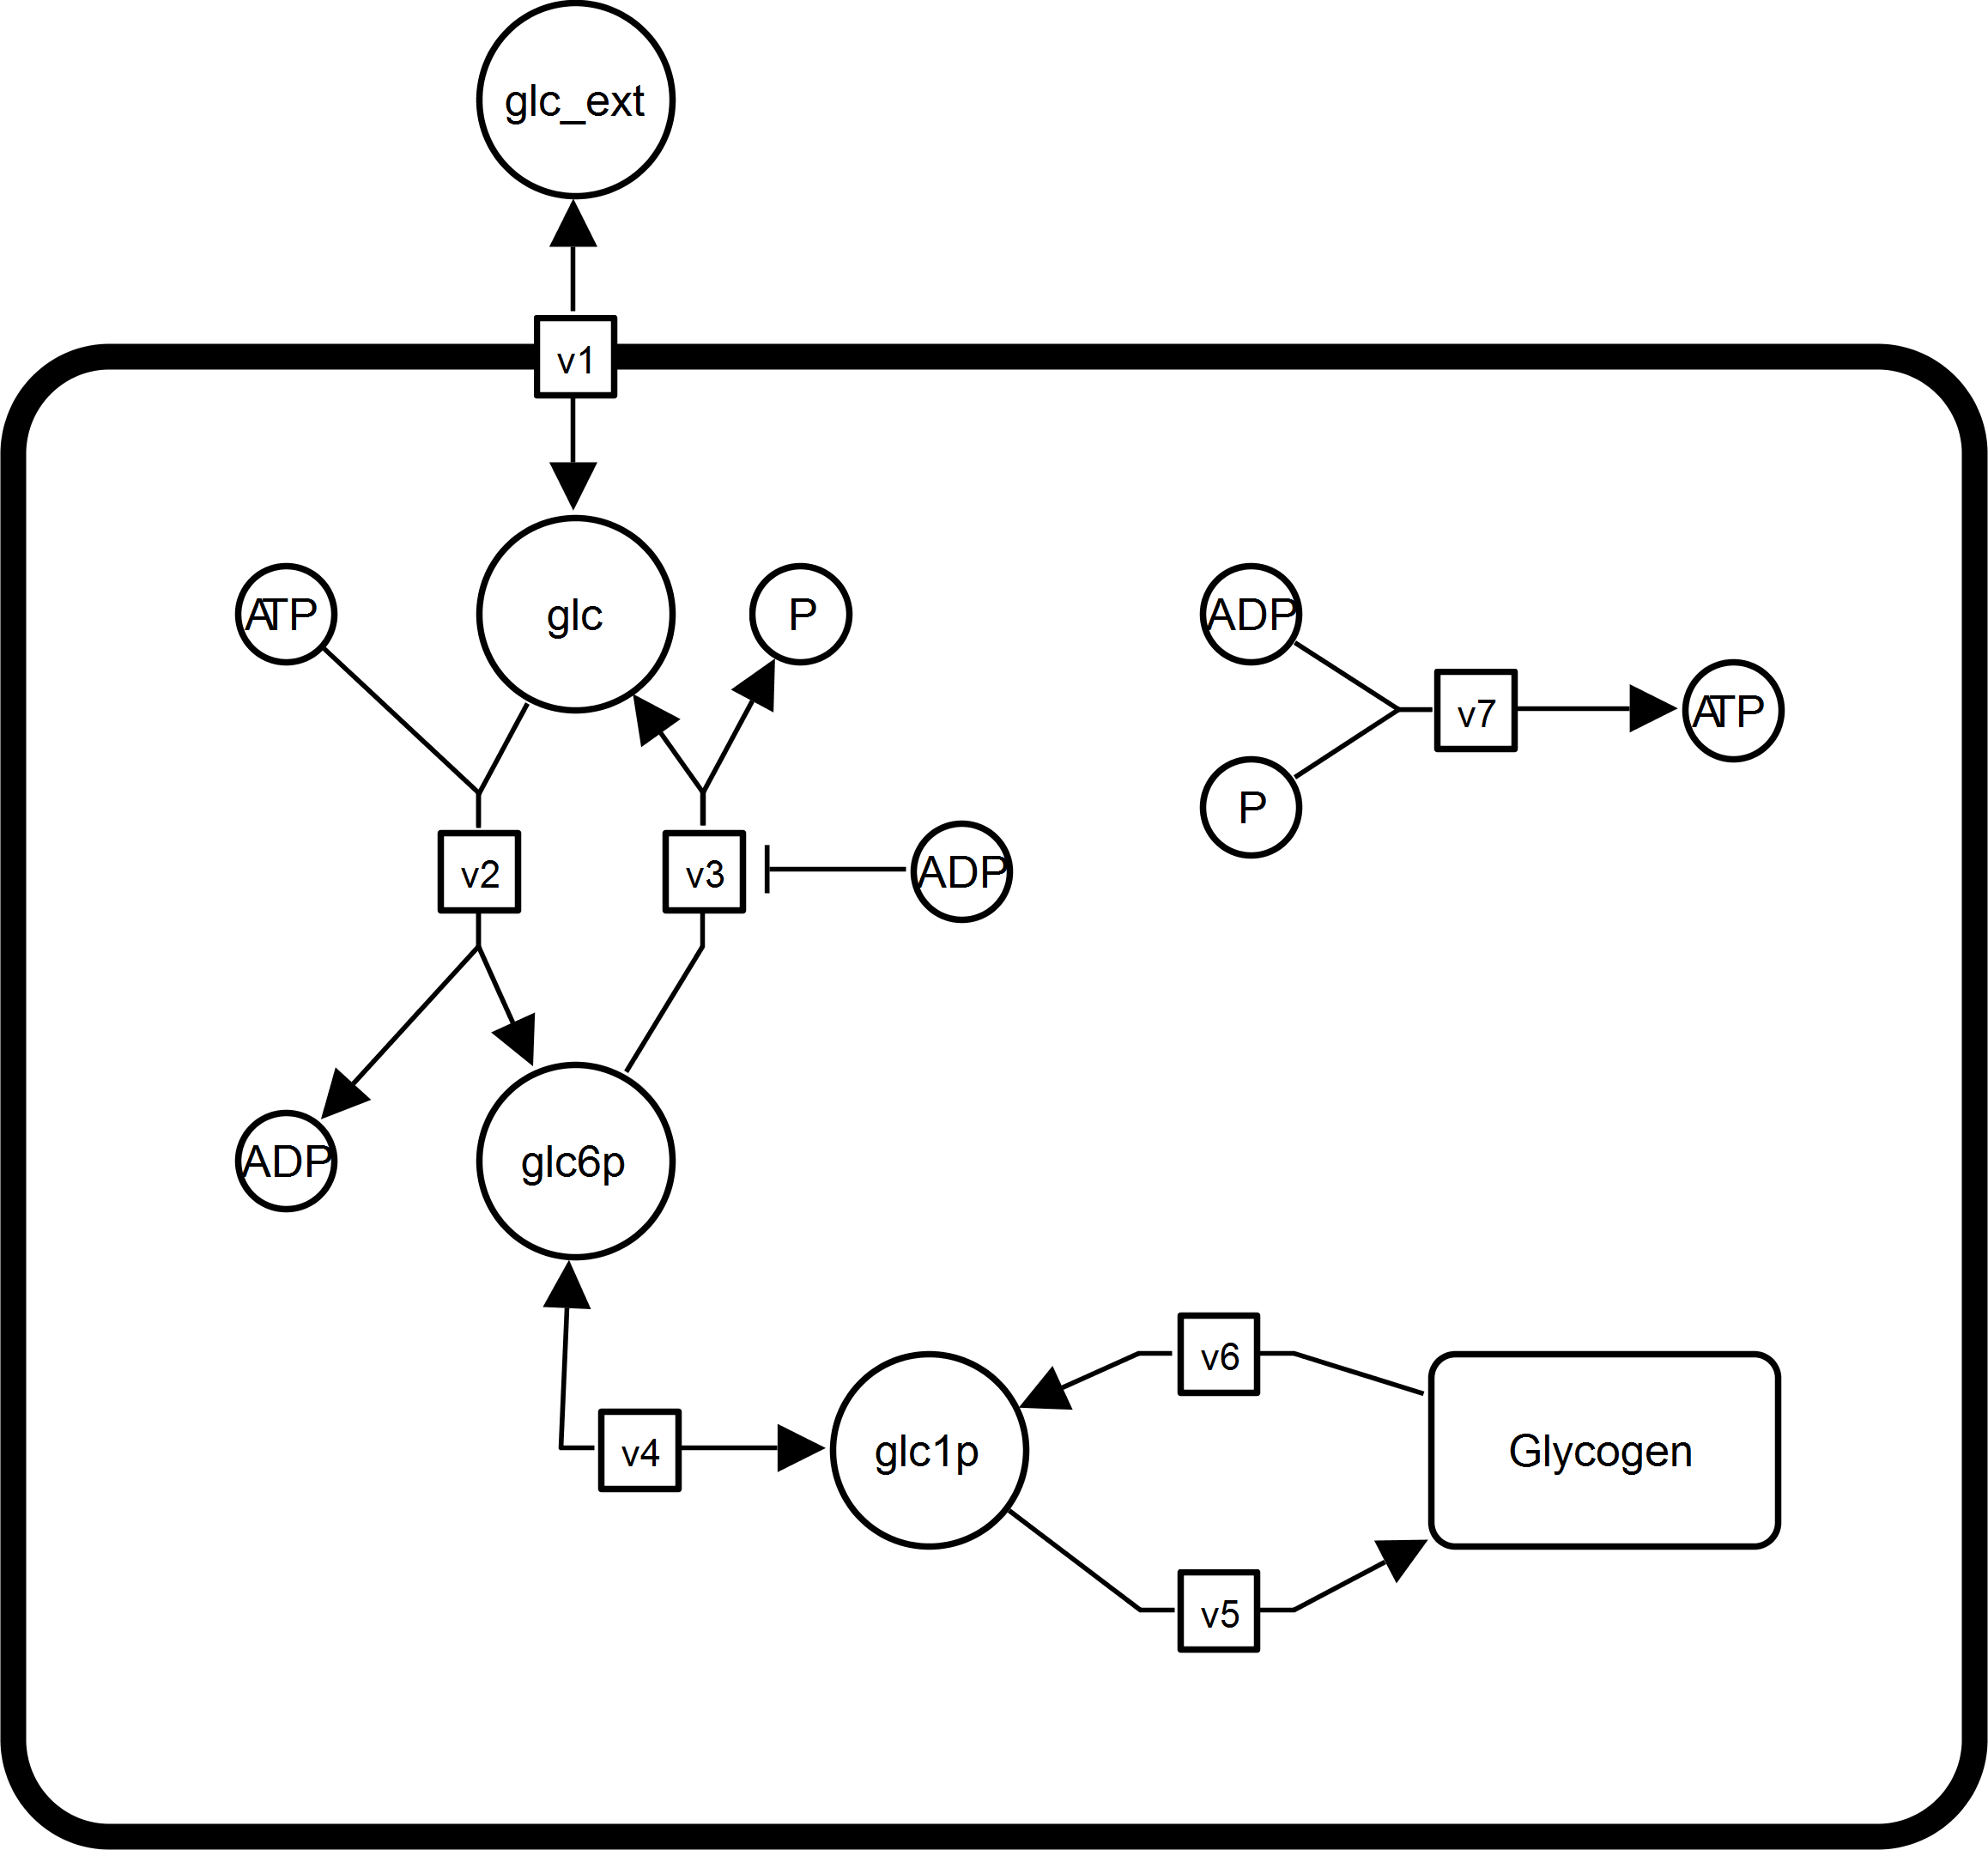 glc_ext
v1
ATP
glc
P
ADP
v7
ATP
P
v2
v3
ADP
ADP
glc6p
v6
v4
glc1p
Glycogen
v5